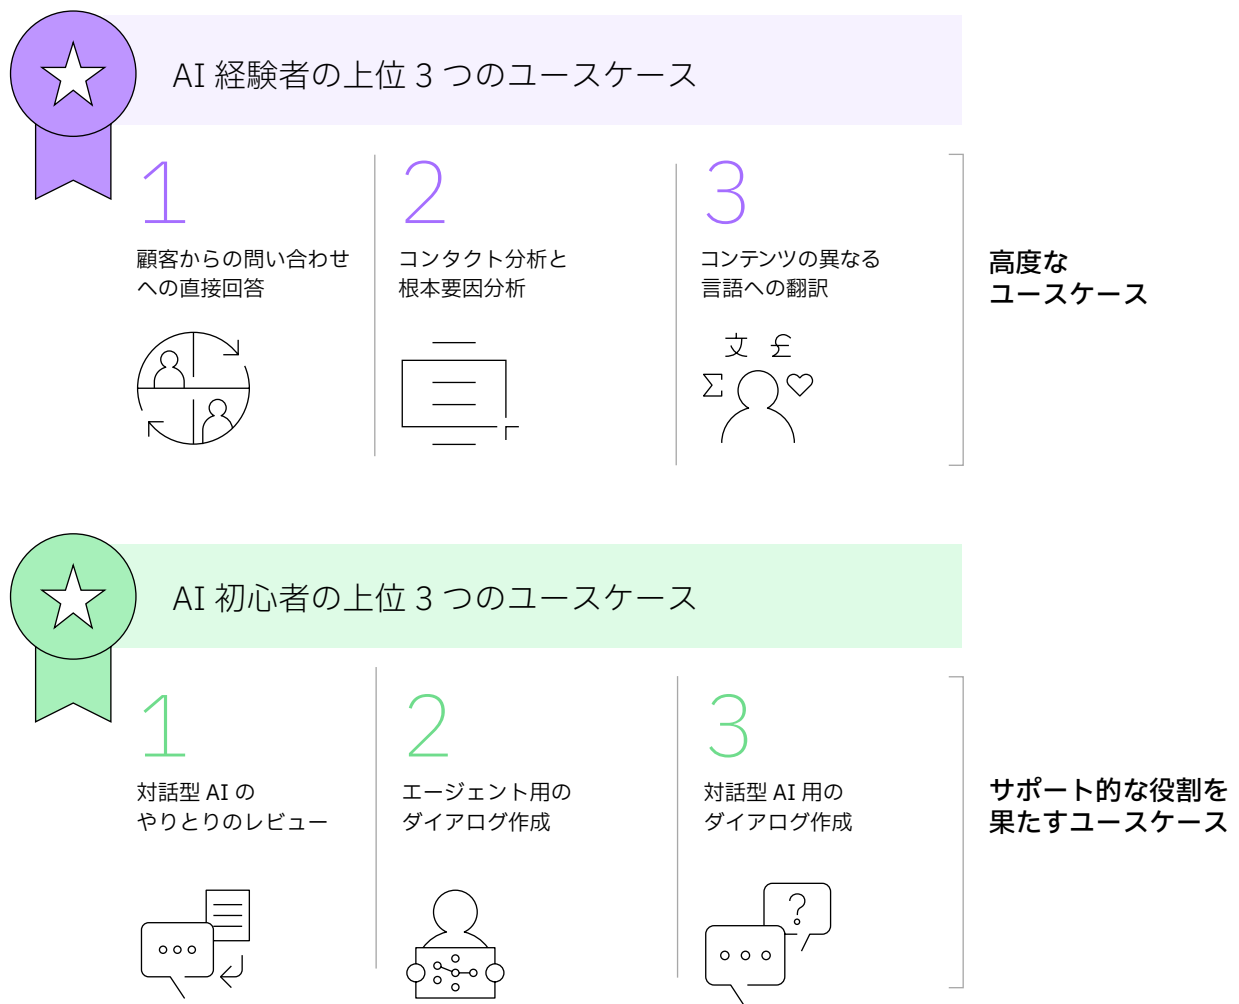 AI 経験者の上位 3 つのユースケース
1
顧客からの問い合わせ
への直接回答
2
コンタクト分析と
根本要因分析
3
コンテンツの異なる
言語への翻訳
文 £
Σ
高度な
ユースケース
AI 初心者の上位 3 つのユースケース
1
対話型 AI の
やりとりのレビュー
2
エージェント用の
ダイアログ作成
3
対話型 AI 用の
ダイアログ作成
?
サポート的な役割を
果たすユースケース